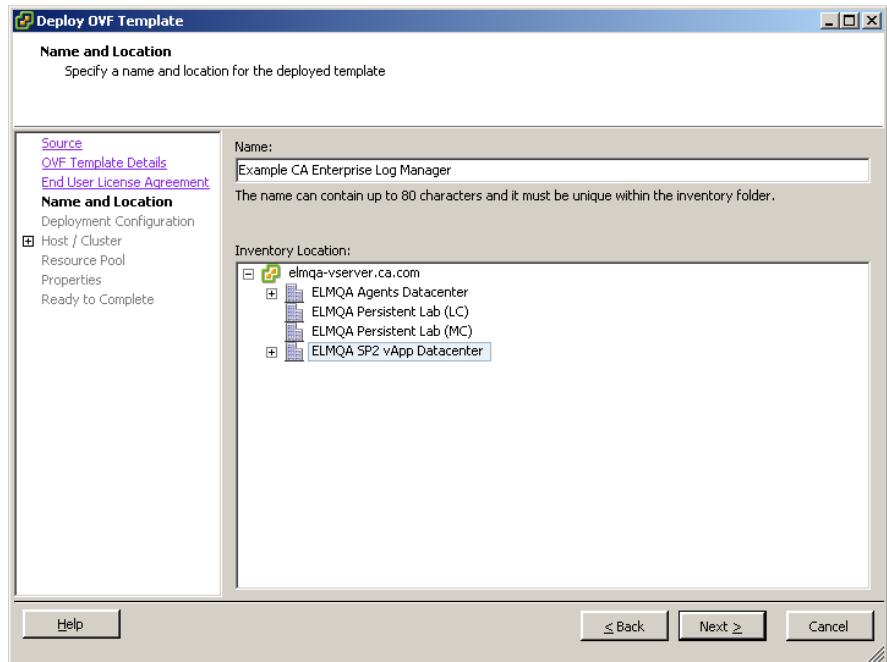 Deploy OVF Template
Name and Location
Specify a name and location for the deployed template
Source
OVF Template Details
End User License Agreement
Name and Location
Deployment Configuration
Host / Cluster
Resource Pool
Properties
Ready to Complete
Name:
Example CA Enterprise Log Manager
The name can contain up to 80 characters and it must be unique within the inventory folder.
Inventory Location:
elmqa-vserver.ca.com
ELMQA Agents Datacenter
ELMQA Persistent Lab (LC)
ELMQA Persistent Lab (MC)
ELMQA SP2 vApp Datacenter
Help
≤ Back
Next ≥
Cancel